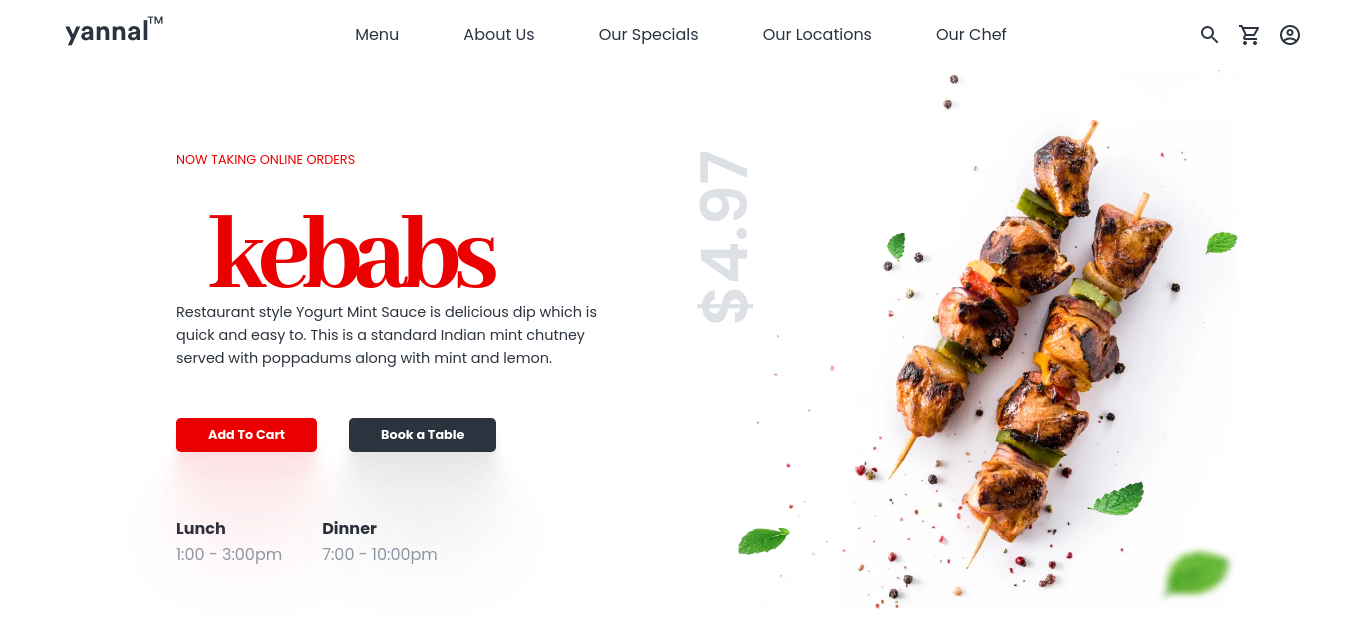 yannal™
Menu
About Us
Our Specials
Our Locations
Our Chef
NOW TAKING ONLINE ORDERS
kebabs
Restaurant style Yogurt Mint Sauce is delicious dip which is
quick and easy to. This is a standard Indian mint chutney
served with poppadums along with mint and lemon.
Add To Cart
Book a Table
Lunch
1:00 - 3:00pm
Dinner
7:00 - 10:00pm
$4.97